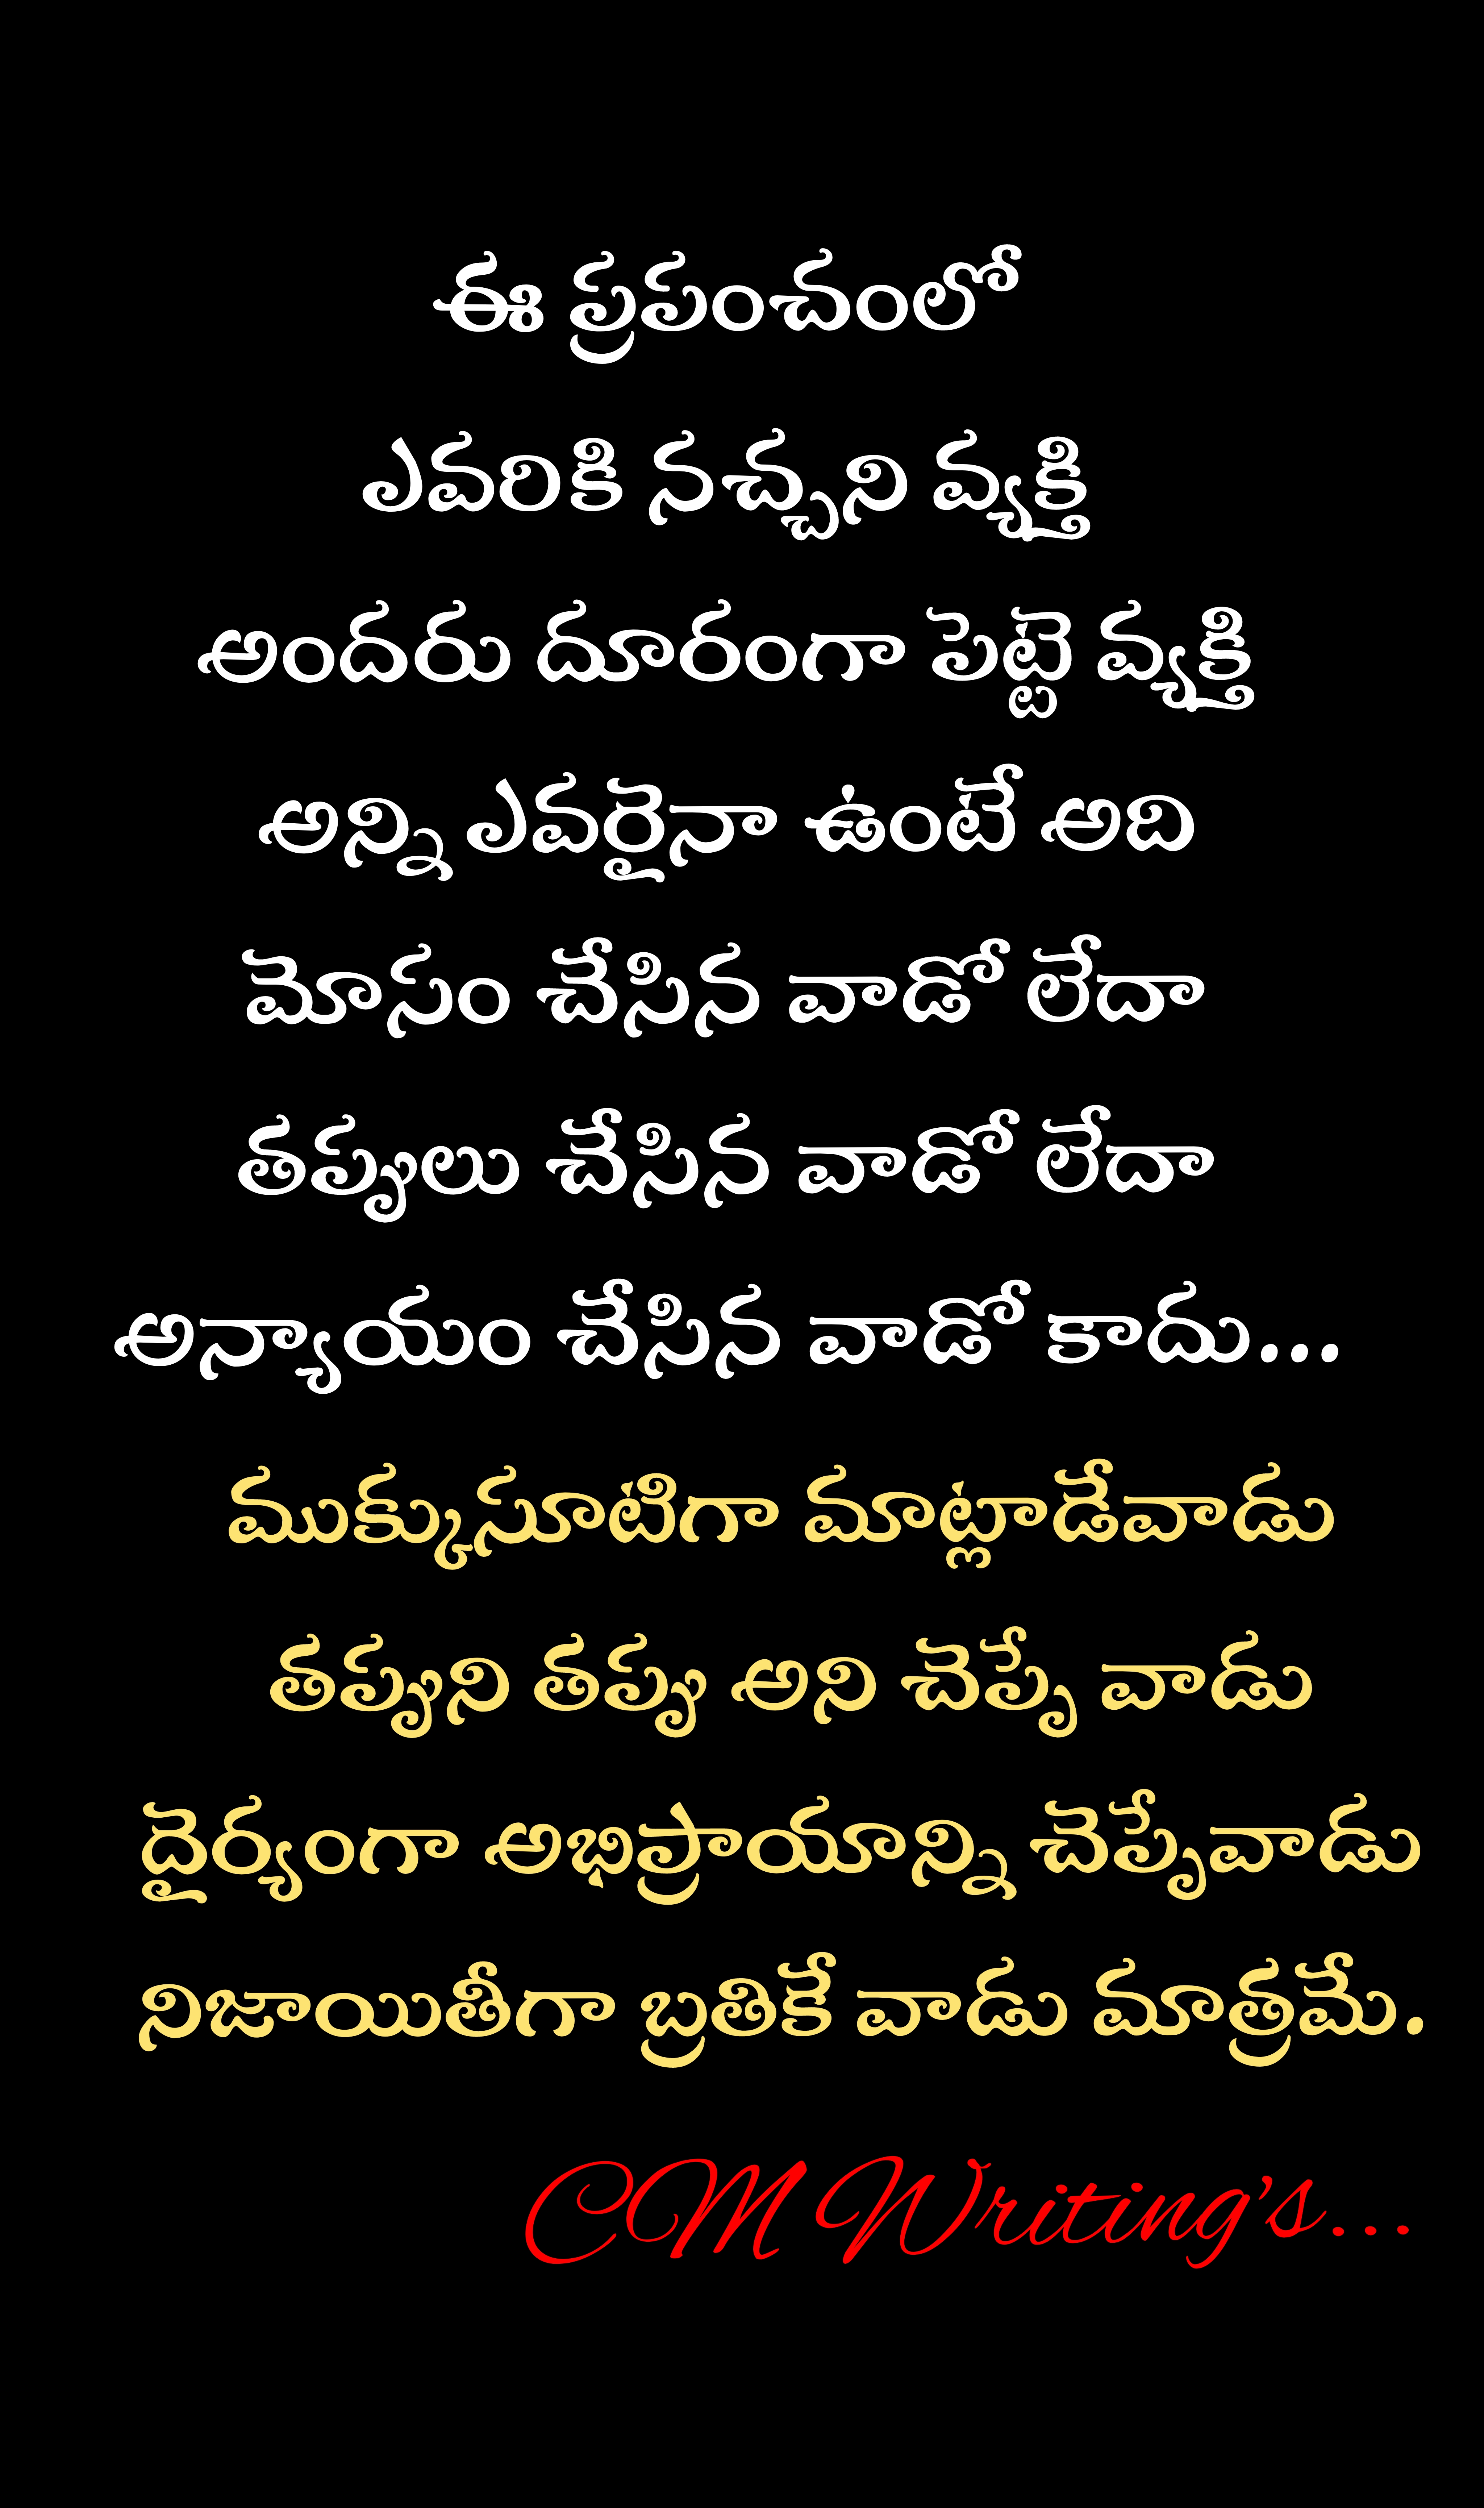 ఈ ప్రపంచంలో
ఎవరికి నచ్చని వ్యక్తి
అందరు దూరంగా పెట్టె వ్యక్తి
అన్ని ఎవర్తైనా ఉంటే అబ
మోసం చేసిన వాడో లేదా
తప్పులు చేసిన వాడో లేదా
అన్యాయం చేసిన వాడో కాదు...
ముక్కుసూటిగా మాట్లాడేవాడు
తప్పుని తప్పు అని చెప్పే వాడు
ధైర్యంగా అభిప్రాయాన్ని చెప్పేవాడు
నిజాయితీగా బ్రతికే వాడు మాత్రమే.
CM Writing's...